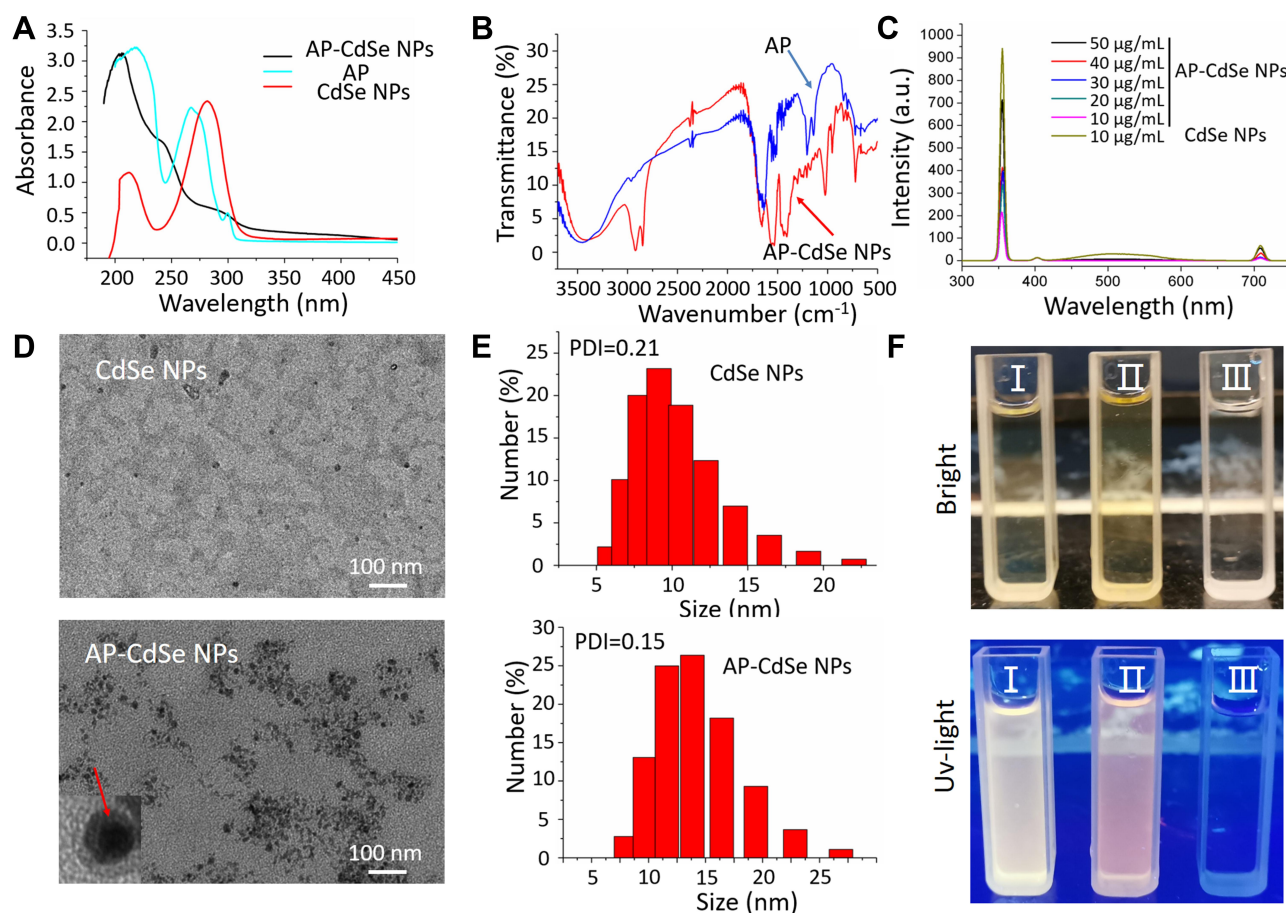 A
3.5
3.0
2.5
2.0
1.5
1.0
0.5
0.0
Absorbance
AP-CdSe NPs
AP
CdSe NPs
200 250 300 350 400 450
Wavelength (nm)
B
30
25
20
15
10
5
0
Transmittance (%)
AP
AP-CdSe NPs
3500 3000 2500 2000 1500 1000 500
Wavenumber (cm⁻¹)
C
1000
900
800
700
600
500
400
300
200
100
0
Intensity (a.u.)
50 µg/mL
40 µg/mL
30 µg/mL
20 µg/mL
10 µg/mL
10 µg/mL
AP-CdSe NPs
CdSe NPs
300 400 500 600 700
Wavelength (nm)
D
CdSe NPs
100 nm
AP-CdSe NPs
100 nm
E
PDI=0.21
CdSe NPs
25
20
15
10
5
0
Number (%)
5 10 15 20
Size (nm)
PDI=0.15
AP-CdSe NPs
30
25
20
15
10
5
0
Number (%)
5 10 15 20 25
Size (nm)
F
Bright
I II III
Uv-light
I II III